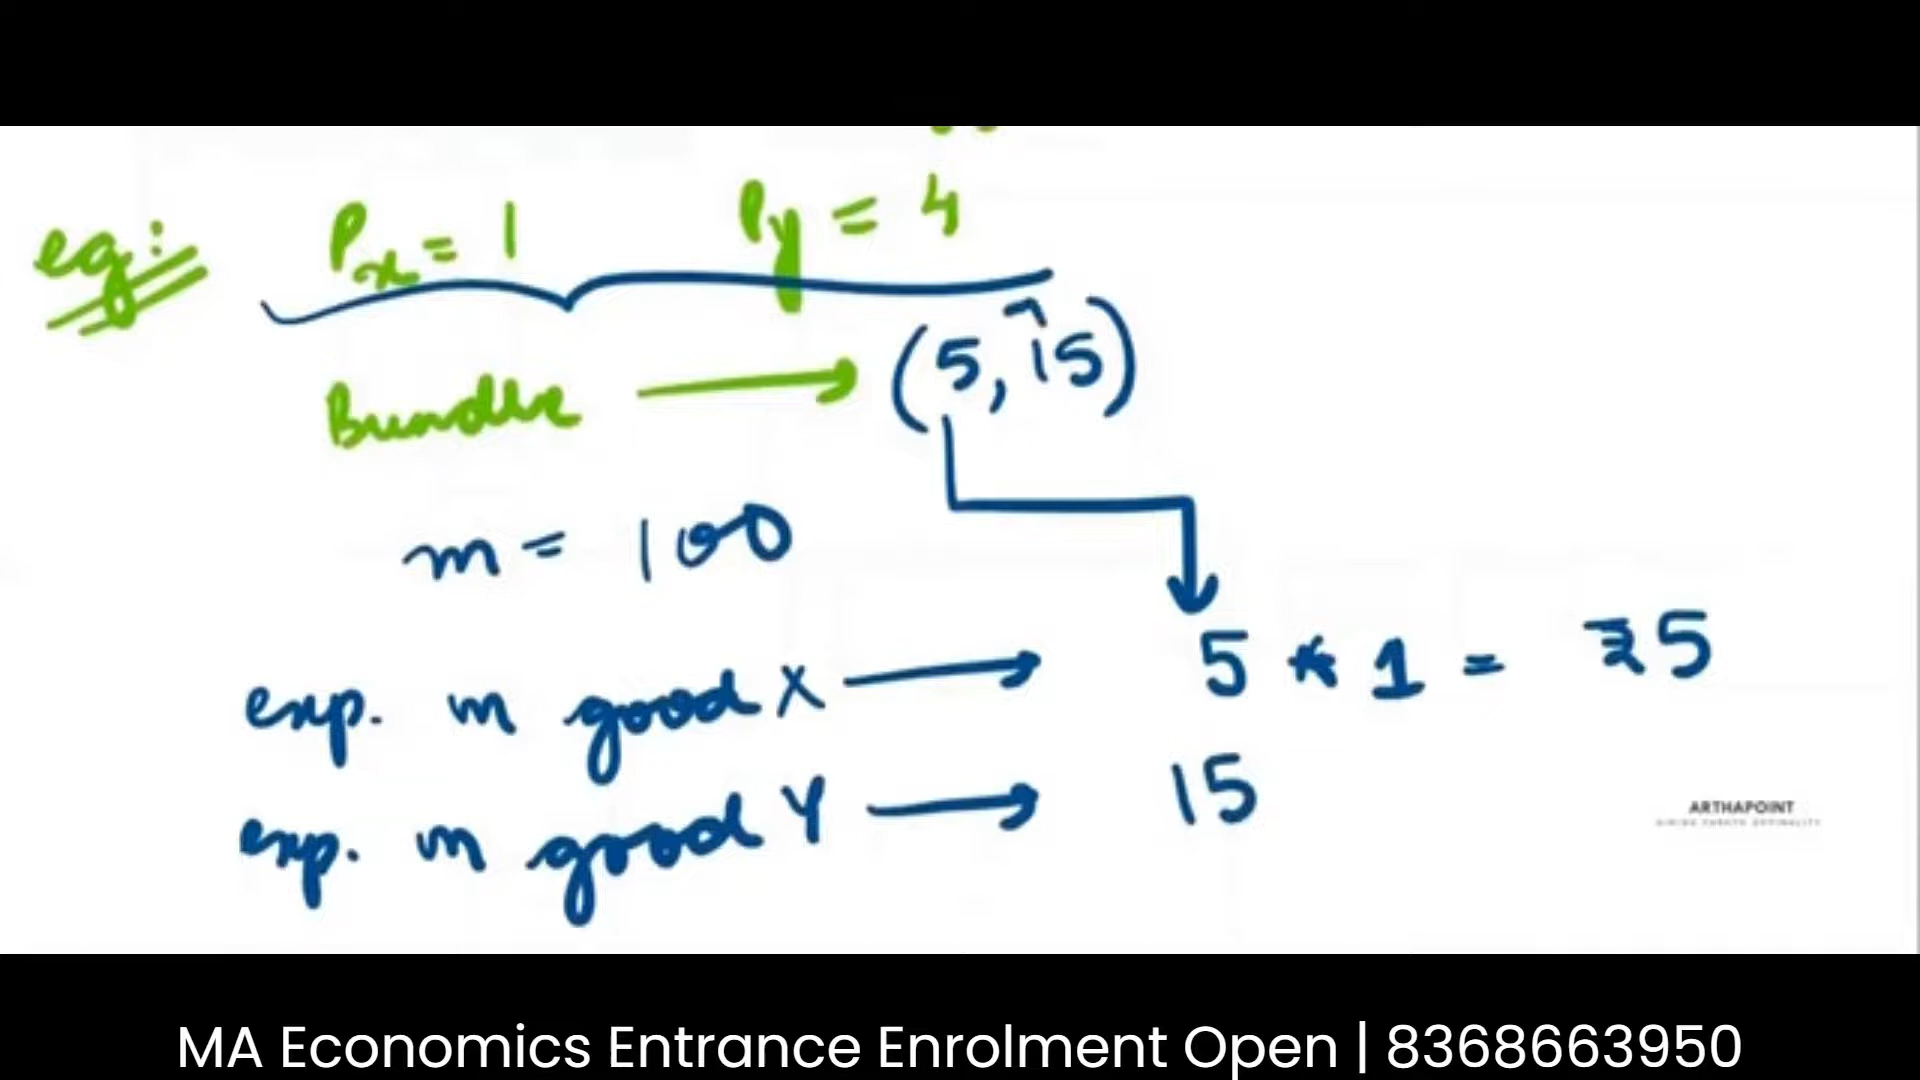 eg: Px = 1 Py = 4
Bundle → (5, 15)
m = 100
exp. in good X → 5 * 1 = ₹5
exp. in good Y → 15
ARTHAPOINT
MA Economics Entrance Enrolment Open | 8368663950